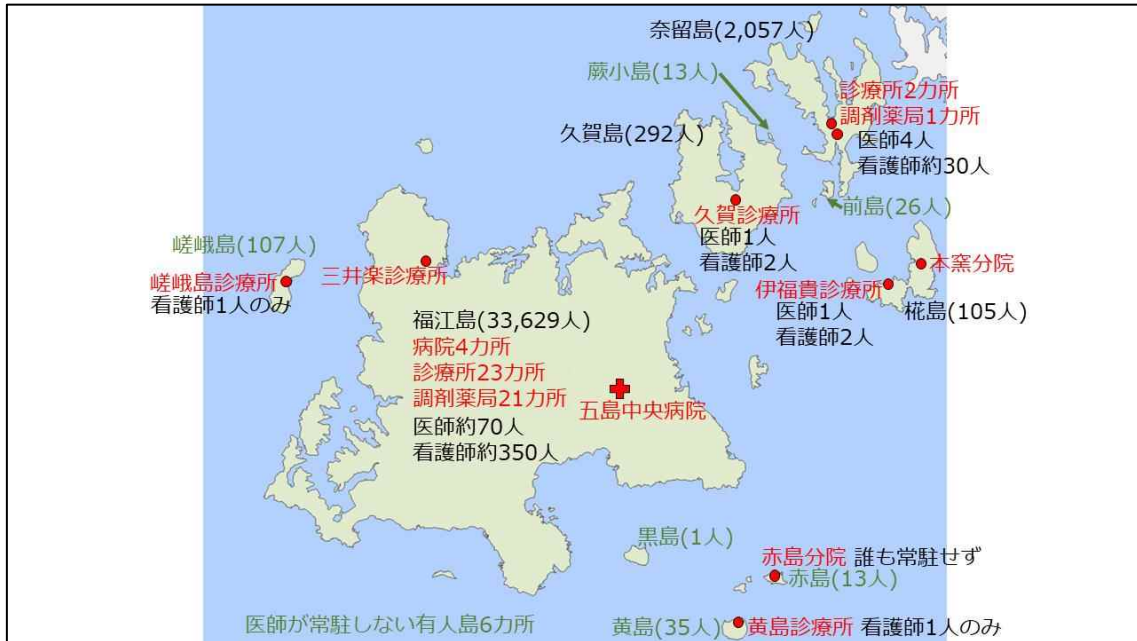 奈留島(2,057人)
蕨小島(13人)
診療所2カ所
調剤薬局1カ所
医師4人
看護師約30人
久賀島(292人)
久賀診療所
医師1人
看護師2人
前島(26人)
嵯峨島(107人)
嵯峨島診療所
看護師1人のみ
三井楽診療所
本窯分院
伊福貴診療所
医師1人
看護師2人
椛島(105人)
福江島(33,629人)
病院4カ所
診療所23カ所
調剤薬局21カ所
医師約70人
看護師約350人
五島中央病院
黒島(1人)
赤島分院 誰も常駐せず
赤島(13人)
医師が常駐しない有人島6カ所
黄島(35人)
黄島診療所 看護師1人のみ